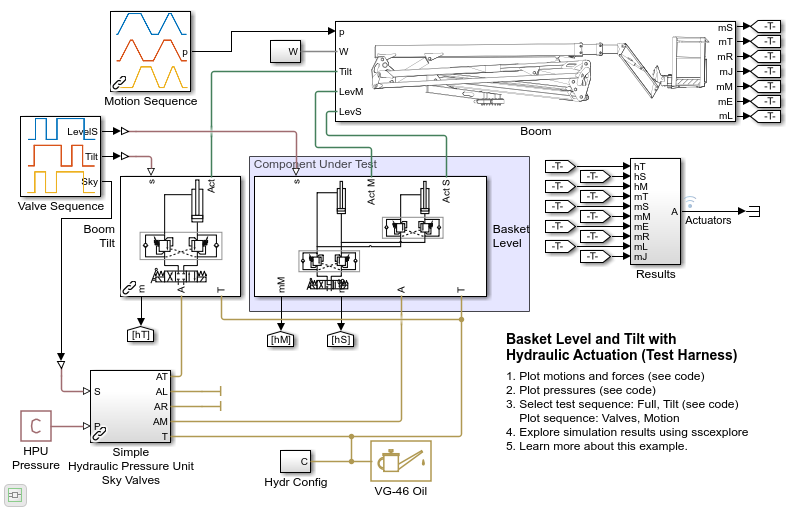 p
Motion Sequence
W
p
W
Tilt
LevM
LevS
Boom
mS
mT
mR
mJ
mM
mE
mL
-T-
-T-
-T-
-T-
-T-
-T-
-T-
LevelS
Tilt
Sky
Valve Sequence
Component Under Test
s
Act
m
A
T
Boom
Tilt
s
Act M
Act S
mM
A
T
Basket
Level
[hT]
[hM]
[hS]
-T-
-T-
-T-
-T-
-T-
-T-
-T-
-T-
-T-
-T-
hT
hS
hM
mT
mS
mM
mE
mR
mL
mJ
A
Results
Actuators
S
P
AT
AL
AR
AM
T
Simple
Hydraulic Pressure Unit
Sky Valves
C
HPU
Pressure
C
Hydr Config
VG-46 Oil
Basket Level and Tilt with
Hydraulic Actuation (Test Harness)
1. Plot motions and forces (see code)
2. Plot pressures (see code)
3. Select test sequence: Full, Tilt (see code)
Plot sequence: Valves, Motion
4. Explore simulation results using sscexplore
5. Learn more about this example.